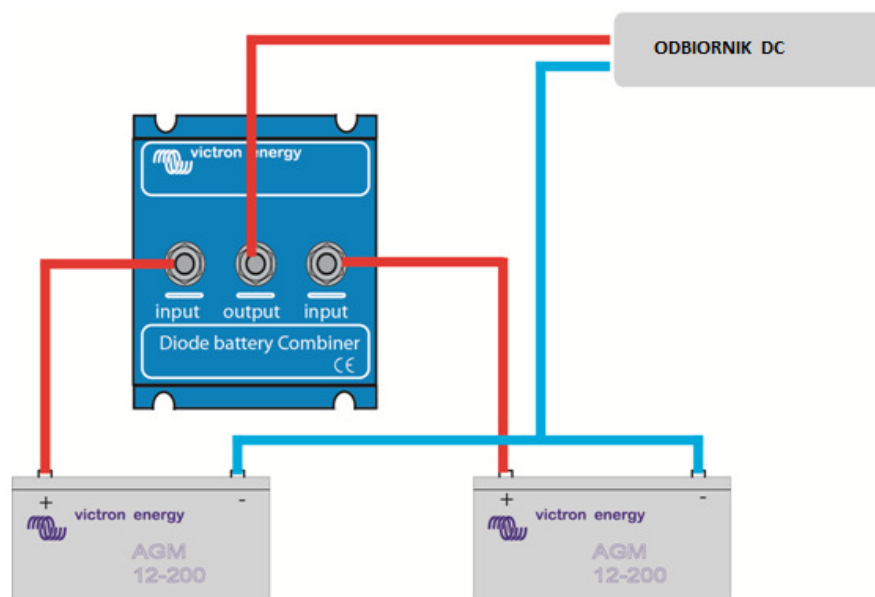 ODBIORNIK DC
victron energy
input output input
Diode battery Combiner
CE
+ -
+ -
victron energy
victron energy
AGM
12-200
AGM
12-200